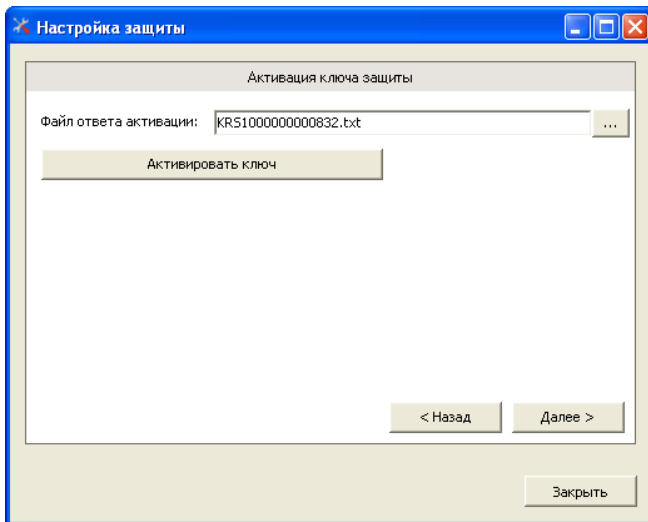 Настройка защиты
Активация ключа защиты
Файл ответа активации: KRS1000000000832.txt ...
Активировать ключ
< Назад Далее >
Закрыть